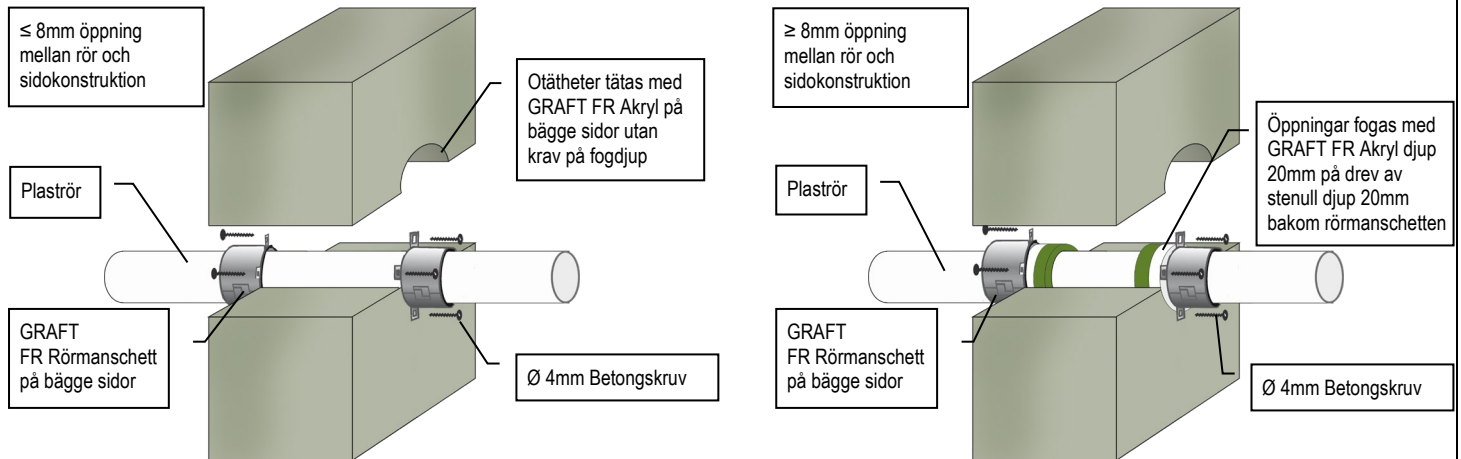 ≤ 8mm öppning
mellan rör och
sidokonstruktion
Otätheter tätas med
GRAFT FR Akryl på
bägge sidor utan
krav på fogdjup
Plaströr
GRAFT
FR Rörmanschett
på bägge sidor
Ø 4mm Betongskruv
≥ 8mm öppning
mellan rör och
sidokonstruktion
Öppningar fogas med
GRAFT FR Akryl djup
20mm på drev av
stenull djup 20mm
bakom rörmanschetten
Plaströr
GRAFT
FR Rörmanschett
på bägge sidor
Ø 4mm Betongskruv